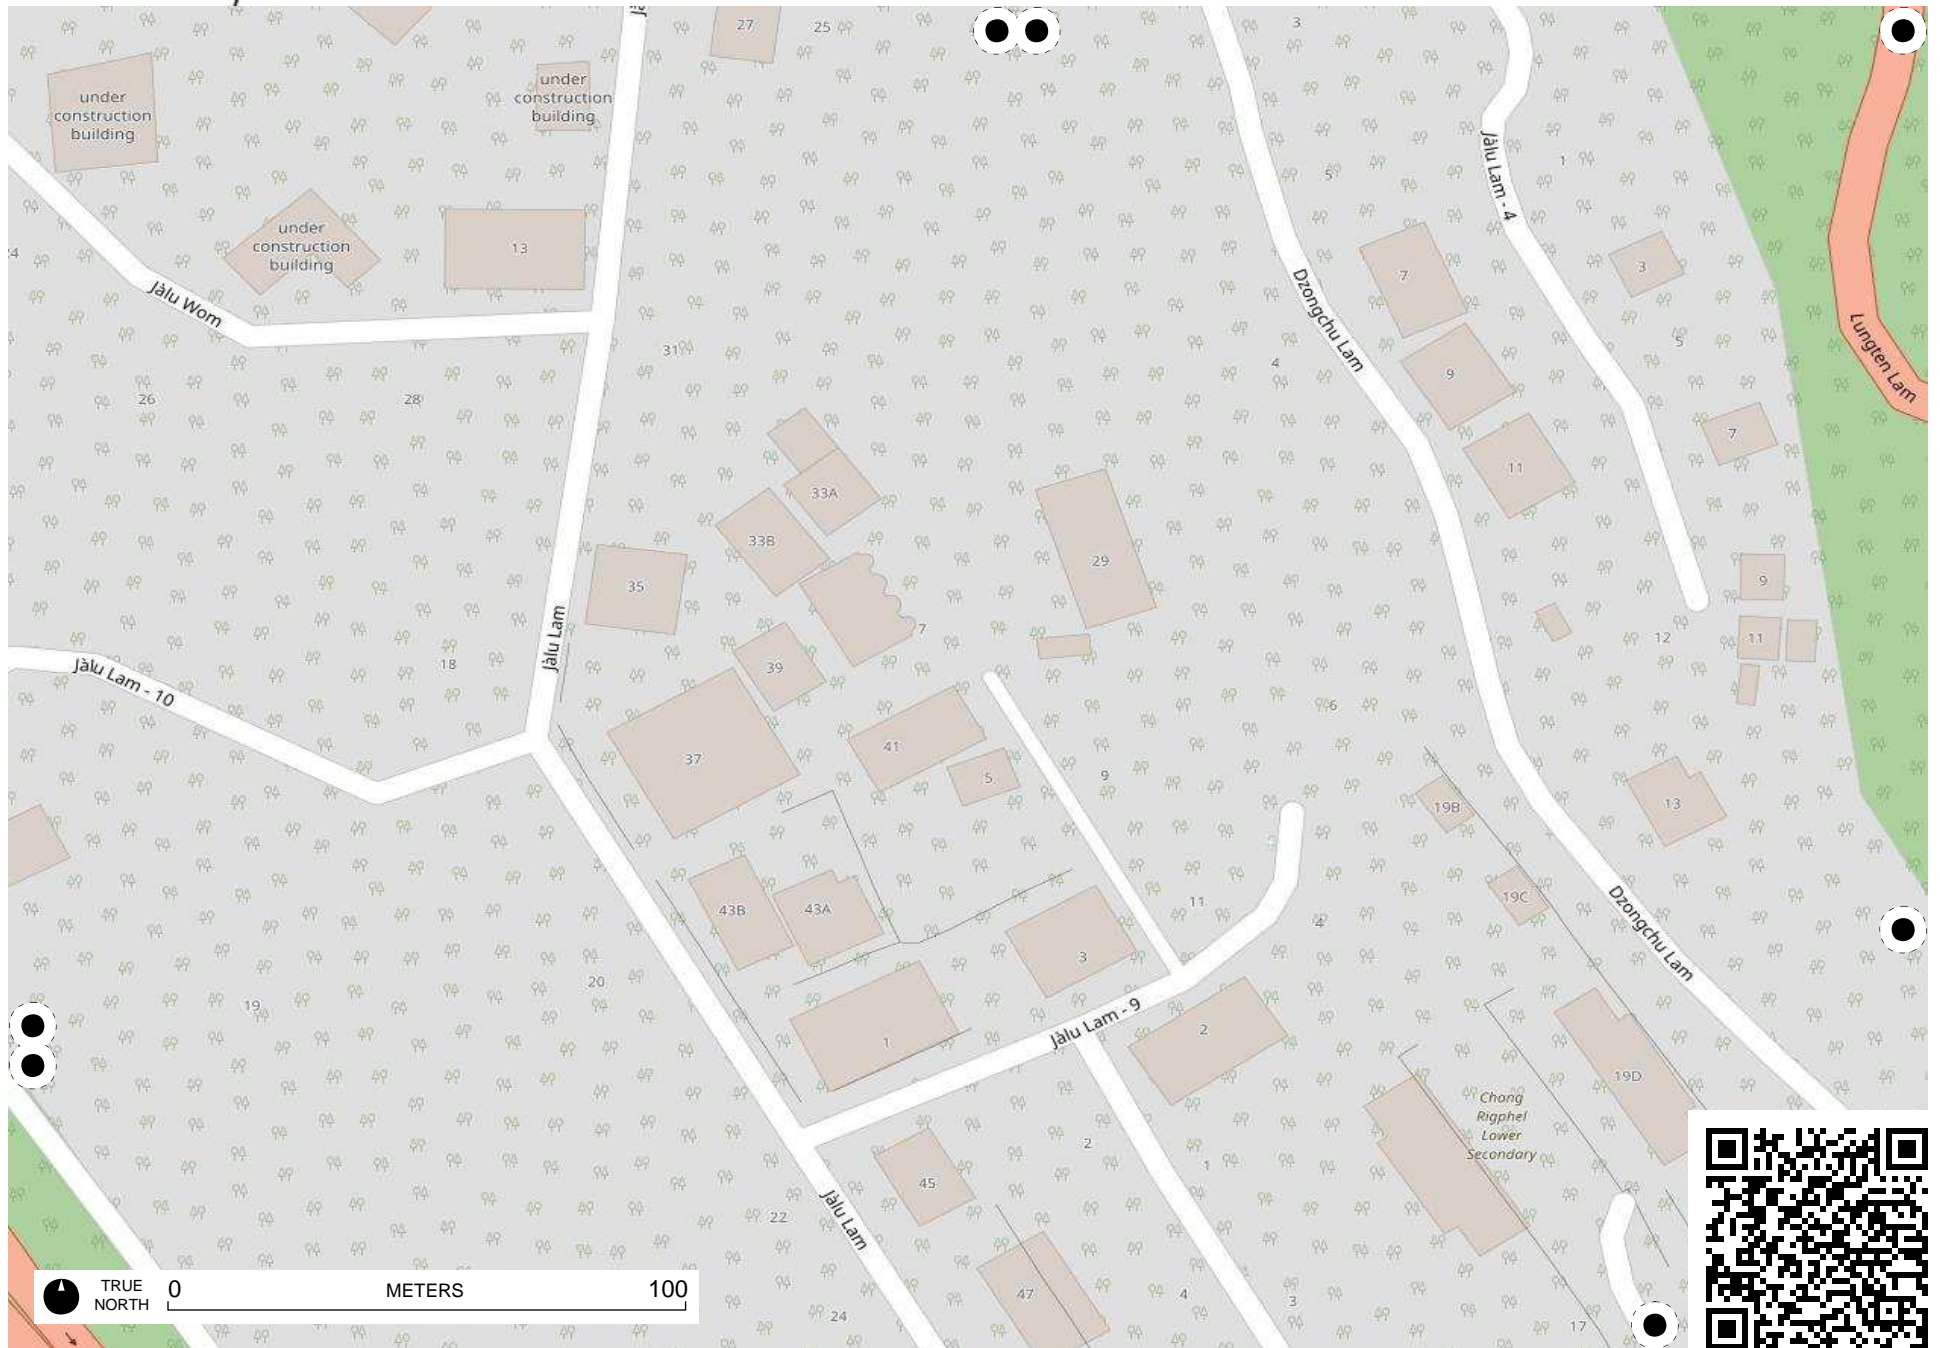 27
25
3
under
construction
building
under
construction
building
Jàlu Lam - 4
1
5
under
construction
building
13
24
7
3
Jàlu Wom
Dzongchu Lam
Lungten Lam
31
4
5
26
28
9
7
33A
11
33B
29
35
9
Jàlu Lam
7
12
11
18
39
Jàlu Lam - 10
6
37
41
5
9
19B
13
3
43B
43A
11
19C
4
Dzongchu Lam
3
20
19
Jàlu Lam - 9
2
1
19D
Chong
Rigphel
Lower
Secondary
2
1
45
Jàlu Lam
22
47
4
3
24
17
TRUE
NORTH
0
METERS
100